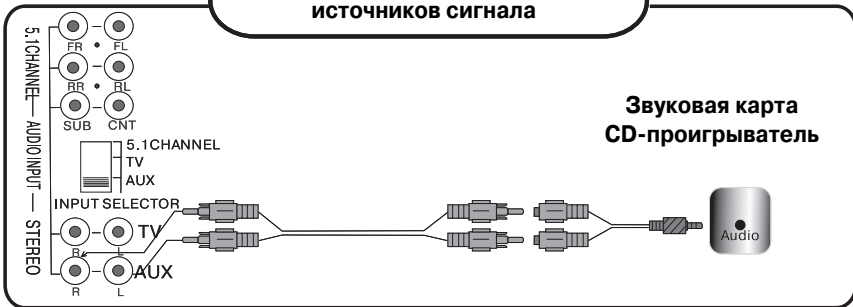 источников сигнала
5.1CHANNEL — AUDIO INPUT — STEREO
FR • FL
RR • RL
SUB CNT
5.1CHANNEL
TV
AUX
INPUT SELECTOR
TV
R L
AUX
R L
Звуковая карта
CD-проигрыватель
Audio